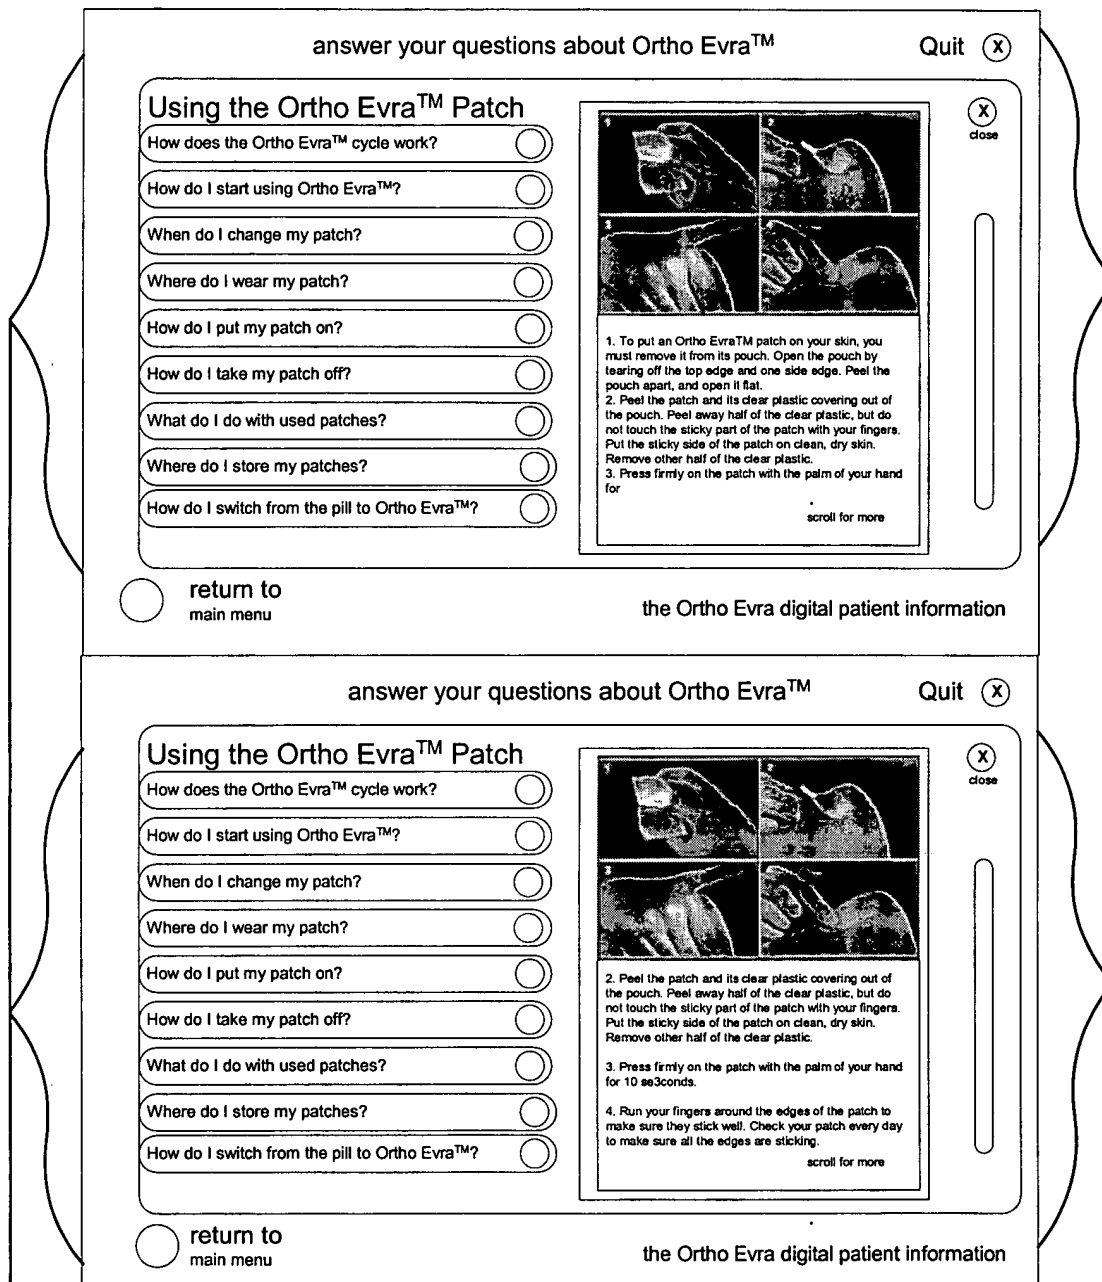 answer your questions about Ortho Evra™
Quit X
Using the Ortho Evra™ Patch
How does the Ortho Evra™ cycle work?
How do I start using Ortho Evra™?
When do I change my patch?
Where do I wear my patch?
How do I put my patch on?
How do I take my patch off?
What do I do with used patches?
Where do I store my patches?
How do I switch from the pill to Ortho Evra™?
1 2
3
1. To put an Ortho EvraTM patch on your skin, you
must remove it from its pouch. Open the pouch by
tearing off the top edge and one side edge. Peel the
pouch apart, and open it flat.
2. Peel the patch and its clear plastic covering out of
the pouch. Peel away half of the clear plastic, but do
not touch the sticky part of the patch with your fingers.
Put the sticky side of the patch on clean, dry skin.
Remove other half of the clear plastic.
3. Press firmly on the patch with the palm of your hand
for
scroll for more
X
close
return to
main menu
the Ortho Evra digital patient information
answer your questions about Ortho Evra™
Quit X
Using the Ortho Evra™ Patch
How does the Ortho Evra™ cycle work?
How do I start using Ortho Evra™?
When do I change my patch?
Where do I wear my patch?
How do I put my patch on?
How do I take my patch off?
What do I do with used patches?
Where do I store my patches?
How do I switch from the pill to Ortho Evra™?
1 2
3
2. Peel the patch and its clear plastic covering out of
the pouch. Peel away half of the clear plastic, but do
not touch the sticky part of the patch with your fingers.
Put the sticky side of the patch on clean, dry skin.
Remove other half of the clear plastic.
3. Press firmly on the patch with the palm of your hand
for 10 se3conds.
4. Run your fingers around the edges of the patch to
make sure they stick well. Check your patch every day
to make sure all the edges are sticking.
scroll for more
X
close
return to
main menu
the Ortho Evra digital patient information